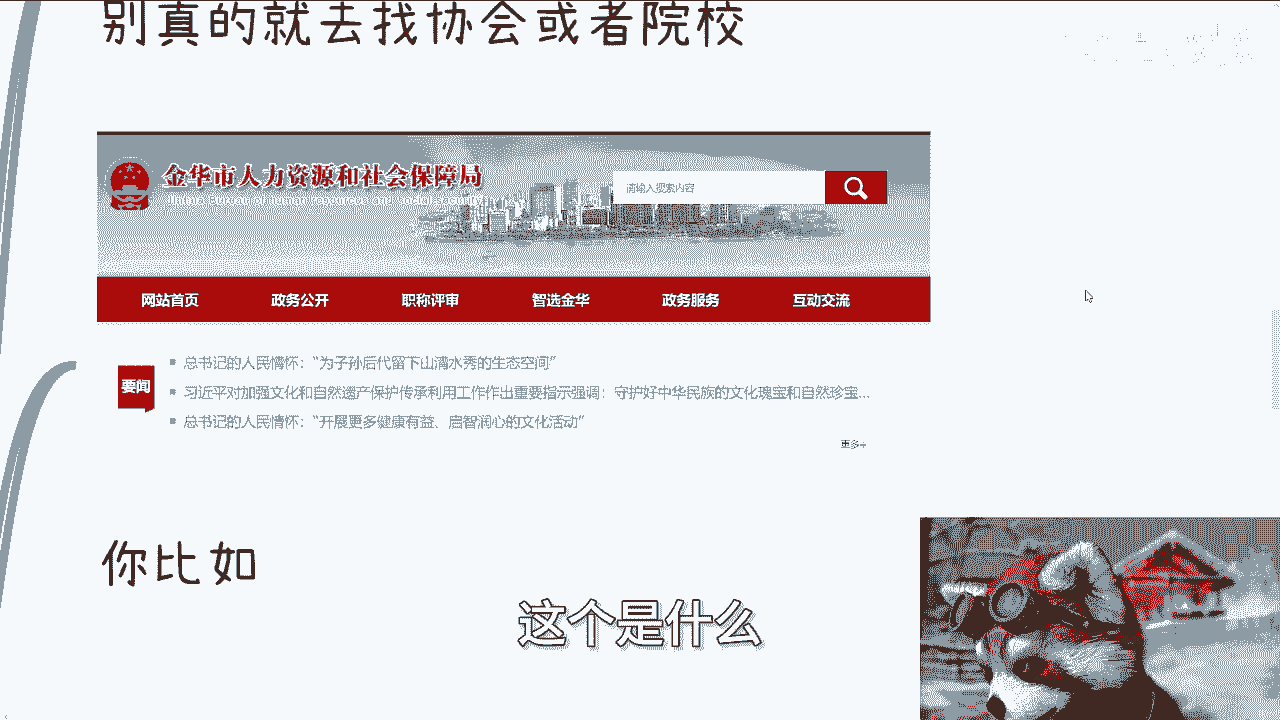 别真的就去找协会或者院校
金华市人力资源和社会保障局
请输入搜索内容
网站首页 政务公开 职称评审 智选金华 政务服务 互动交流
要闻
总书记的人民情怀：“为子孙后代留下山清水秀的生态空间”
习近平对加强文化和自然遗产保护传承利用工作作出重要指示强调：守护好中华民族的文化瑰宝和自然珍宝...
总书记的人民情怀：“开展更多健康有益、启智润心的文化活动”
更多+
你比如
这个是什么